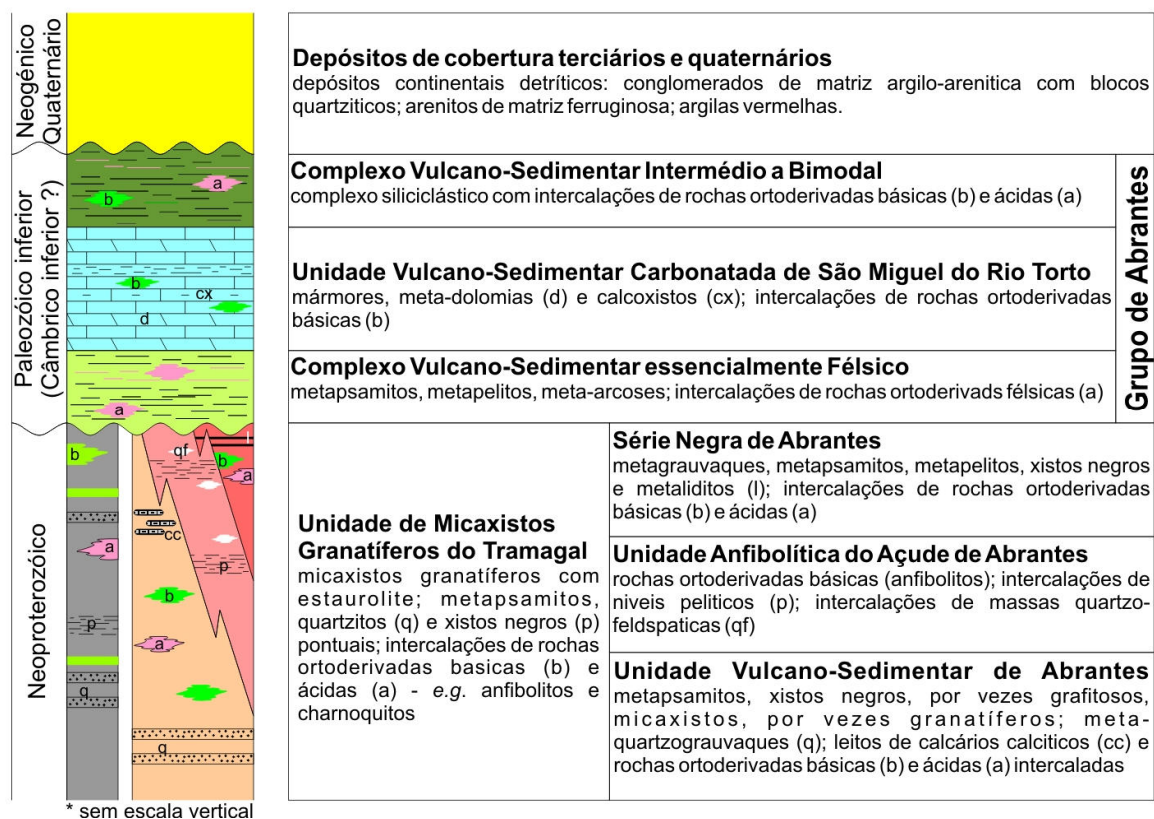 Neogénico
Quaternário
Paleozóico inferior
(Câmbrico inferior ?)
Neoproterozóico
a
b
b
cx
d
a
b
a
p
q
qf
l
b
a
cc
p
b
a
q
* sem escala vertical
Depósitos de cobertura terciários e quaternários
depósitos continentais detríticos: conglomerados de matriz argilo-arenitica com blocos
quartziticos; arenitos de matriz ferruginosa; argilas vermelhas.
Complexo Vulcano-Sedimentar Intermédio a Bimodal
complexo siliciclástico com intercalações de rochas ortoderivadas básicas (b) e ácidas (a)
Unidade Vulcano-Sedimentar Carbonatada de São Miguel do Rio Torto
mármores, meta-dolomias (d) e calcoxistos (cx); intercalações de rochas ortoderivadas
básicas (b)
Complexo Vulcano-Sedimentar essencialmente Félsico
metapsamitos, metapelitos, meta-arcoses; intercalações de rochas ortoderivads félsicas (a)
Grupo de Abrantes
Unidade de Micaxistos
Granatíferos do Tramagal
micaxistos granatíferos com
estaurolite; metapsamitos,
quartzitos (q) e xistos negros (p)
pontuais; intercalações de rochas
ortoderivadas basicas (b) e
ácidas (a) - e.g. anfibolitos e
charnoquitos
Série Negra de Abrantes
metagrauvaques, metapsamitos, metapelitos, xistos negros
e metaliditos (l); intercalações de rochas ortoderivadas
básicas (b) e ácidas (a)
Unidade Anfibolítica do Açude de Abrantes
rochas ortoderivadas básicas (anfibolitos); intercalações de
niveis peliticos (p); intercalações de massas quartzo-
feldspaticas (qf)
Unidade Vulcano-Sedimentar de Abrantes
metapsamitos, xistos negros, por vezes grafitosos,
micaxistos, por vezes granatíferos; meta-
quartzograuvaques (q); leitos de calcários calciticos (cc) e
rochas ortoderivadas básicas (b) e ácidas (a) intercaladas